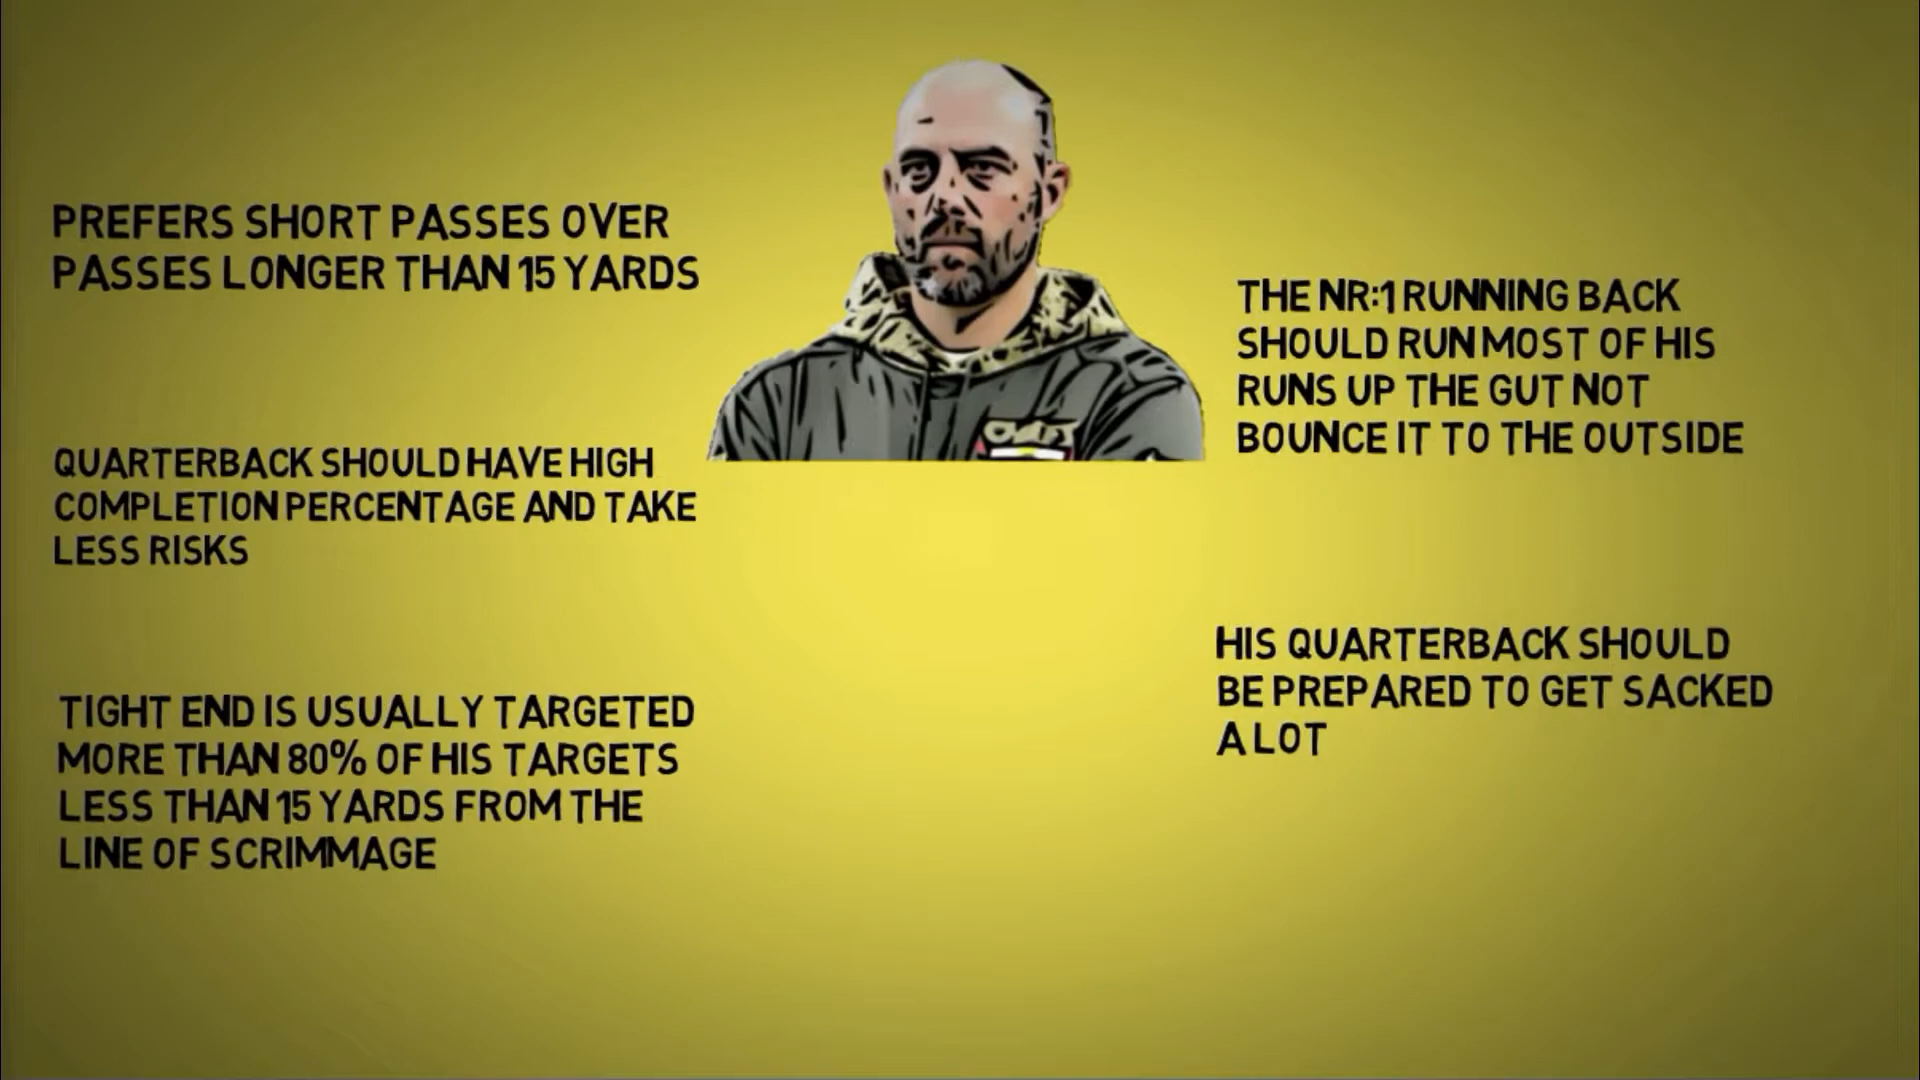 PREFERS SHORT PASSES OVER
PASSES LONGER THAN 15 YARDS
QUARTERBACK SHOULD HAVE HIGH
COMPLETION PERCENTAGE AND TAKE
LESS RISKS
TIGHT END IS USUALLY TARGETED
MORE THAN 80% OF HIS TARGETS
LESS THAN 15 YARDS FROM THE
LINE OF SCRIMMAGE
THE NR:1 RUNNING BACK
SHOULD RUN MOST OF HIS
RUNS UP THE GUT NOT
BOUNCE IT TO THE OUTSIDE
HIS QUARTERBACK SHOULD
BE PREPARED TO GET SACKED
A LOT